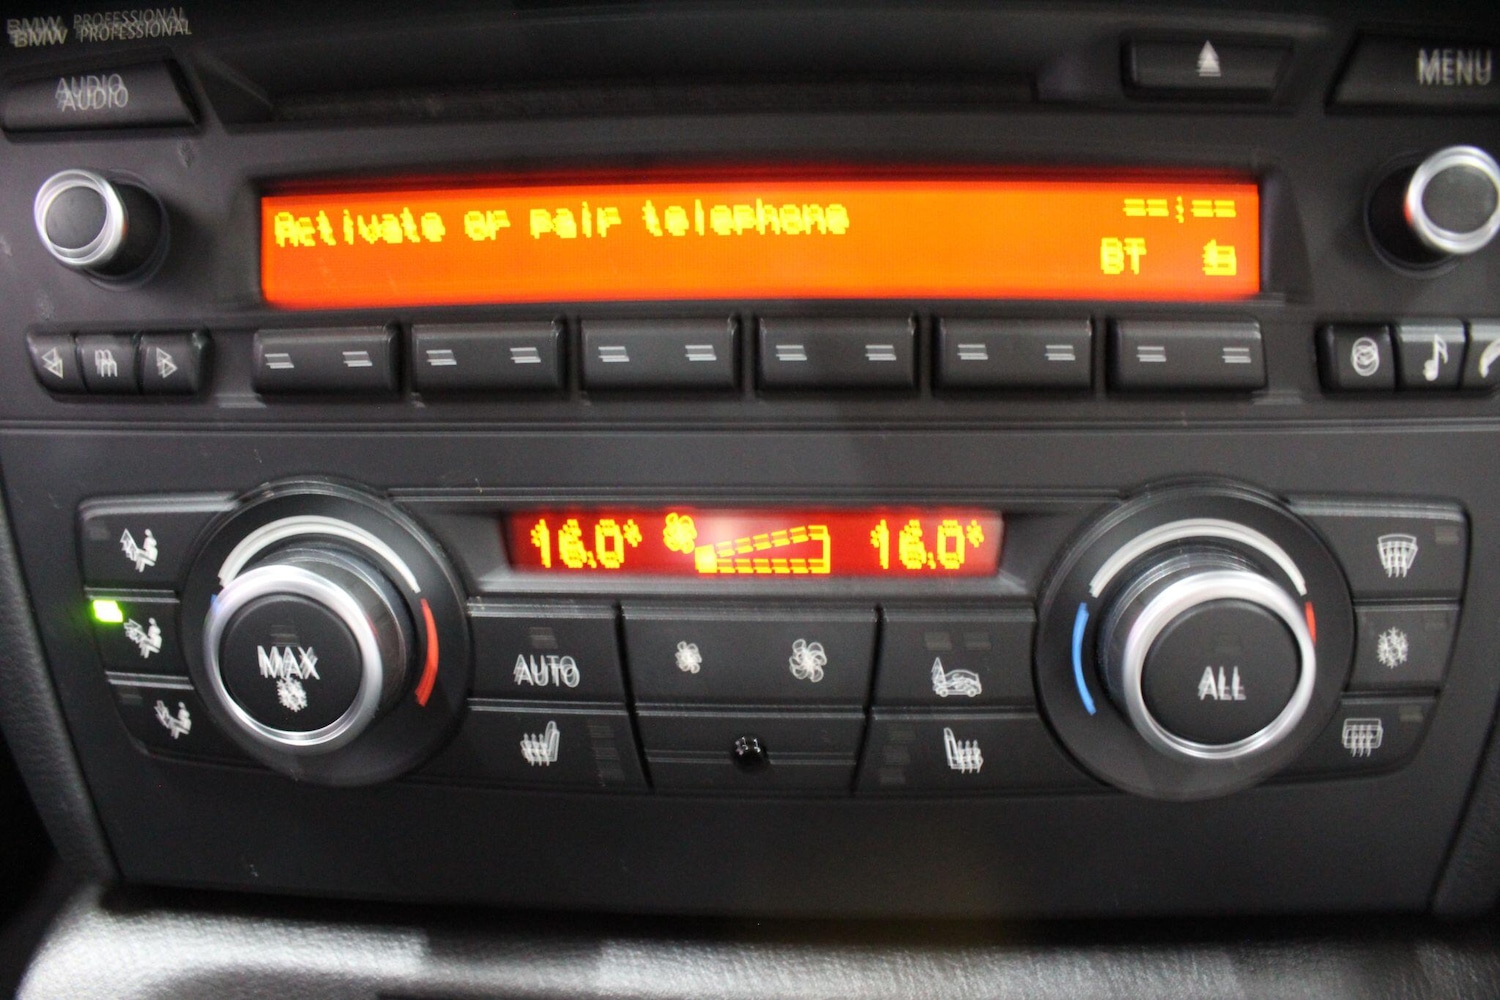 BMW PROFESSIONAL
AUDIO
MENU
Activate or pair telephone --:--
BT
m
16.0° 16.0°
MAX
AUTO
ALL